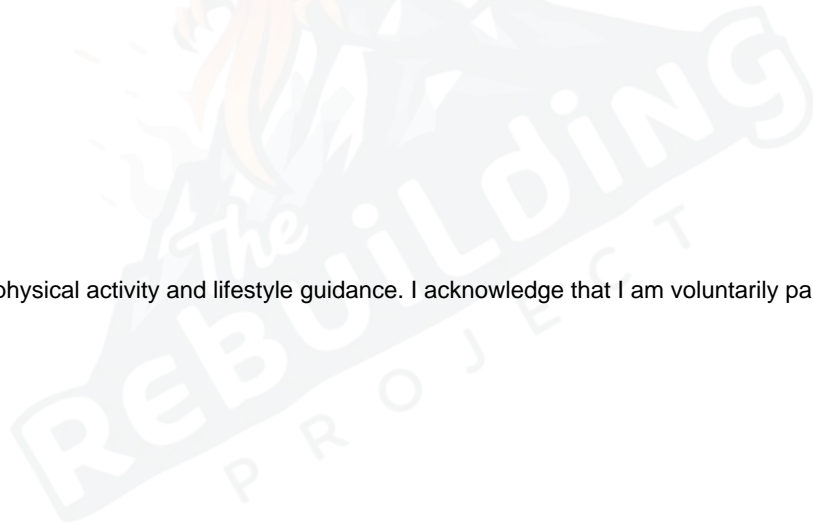 The
REBUiLDiNG
PROJECT
physical activity and lifestyle guidance. I acknowledge that I am voluntarily pa